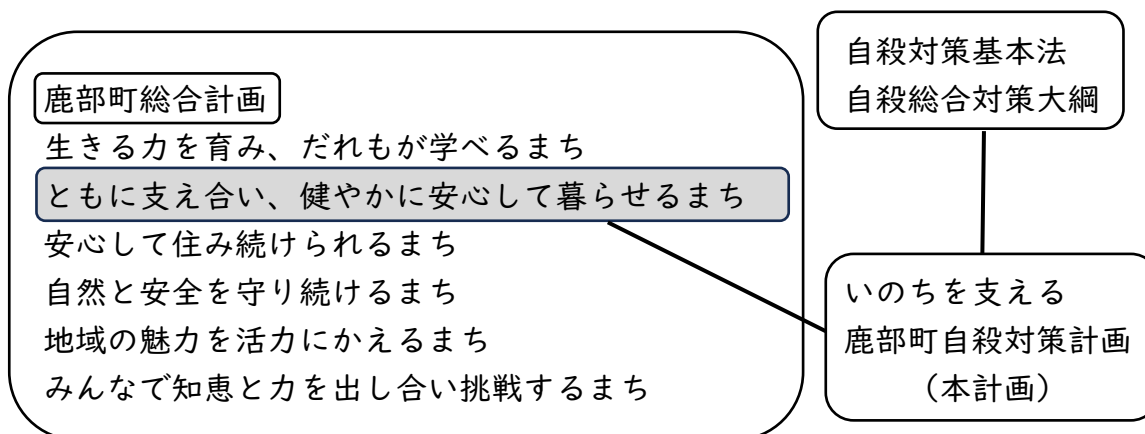 鹿部町総合計画
生きる力を育み、だれもが学べるまち
ともに支え合い、健やかに安心して暮らせるまち
安心して住み続けられるまち
自然と安全を守り続けるまち
地域の魅力を活力にかえるまち
みんなで知恵と力を出し合い挑戦するまち
自殺対策基本法
自殺総合対策大綱
いのちを支える
鹿部町自殺対策計画
（本計画）